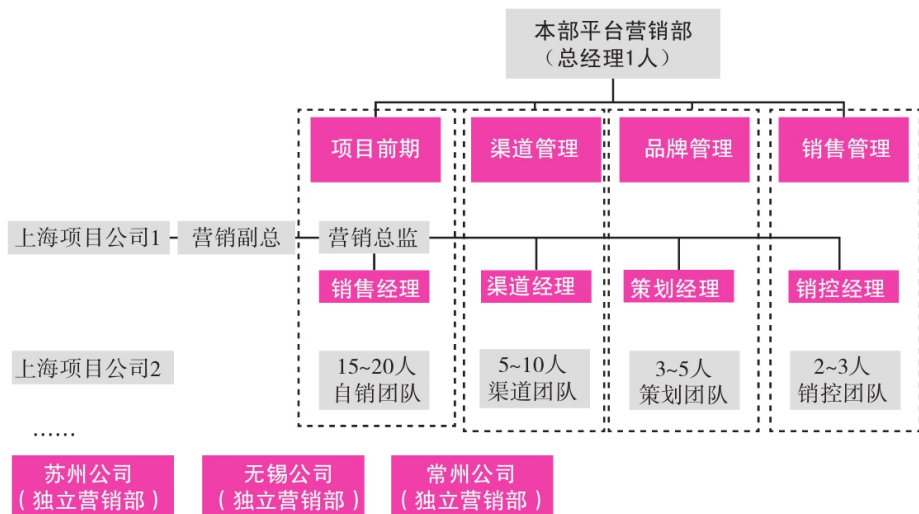 本部平台营销部
（总经理1人）
项目前期
渠道管理
品牌管理
销售管理
上海项目公司1
营销副总
营销总监
销售经理
渠道经理
策划经理
销控经理
上海项目公司2
15~20人
自销团队
5~10人
渠道团队
3~5人
策划团队
2~3人
销控团队
……
苏州公司
（独立营销部）
无锡公司
（独立营销部）
常州公司
（独立营销部）